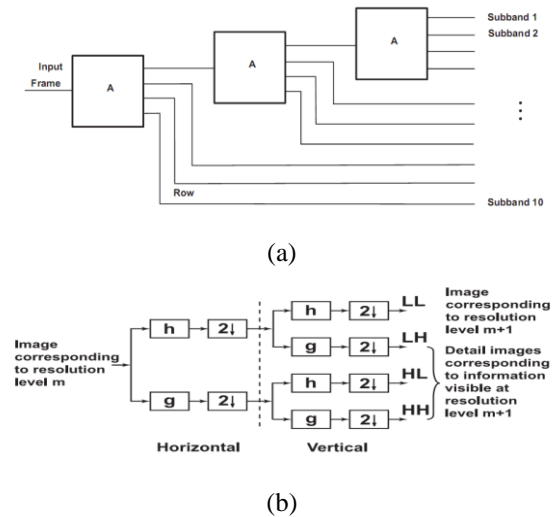 Subband 1
Subband 2
Input
Frame
A
A
A
Row
Subband 10
(a)
Image
corresponding
to resolution
level m
h
2↓
g
2↓
h
2↓
LL
g
2↓
LH
h
2↓
HL
g
2↓
HH
Image
corresponding to
resolution
level m+1
Detail images
corresponding
to information
visible at
resolution
level m+1
Horizontal
Vertical
(b)